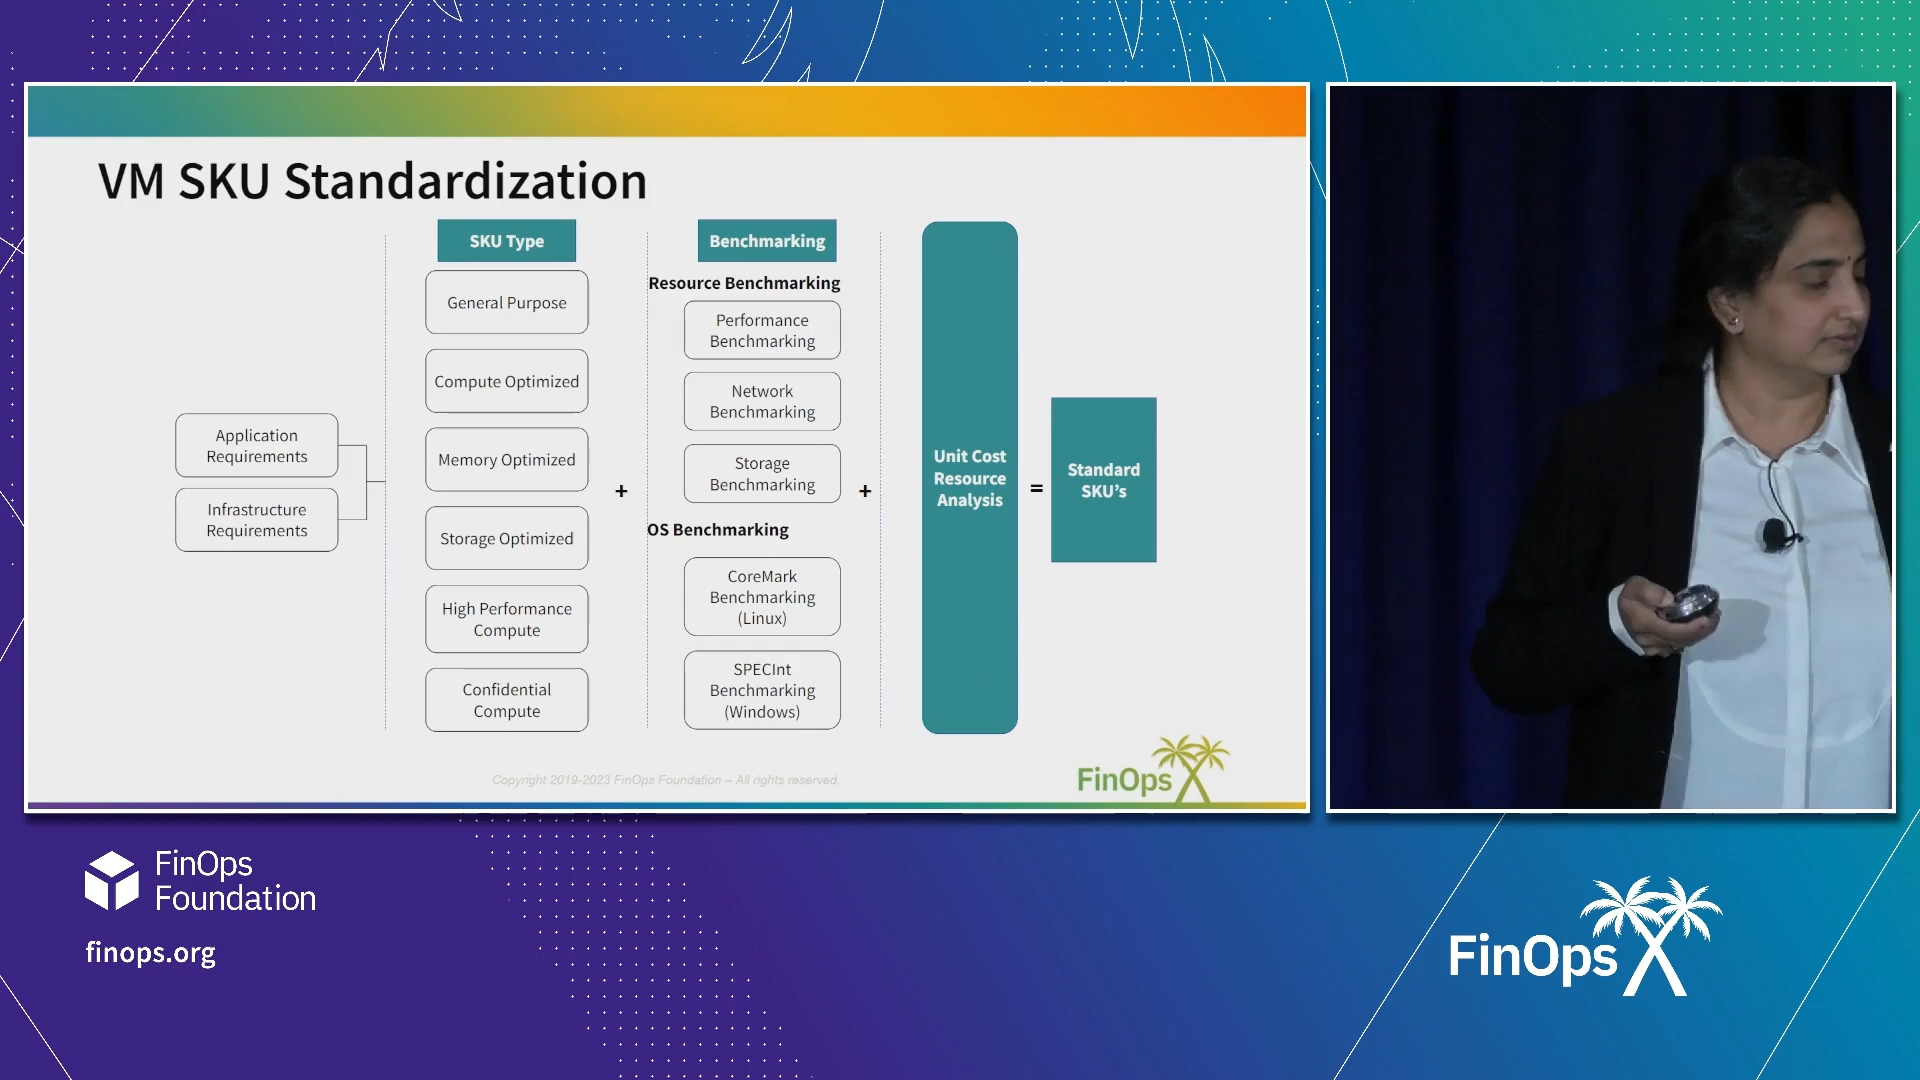 VM SKU Standardization
Application
Requirements
Infrastructure
Requirements
SKU Type
General Purpose
Compute Optimized
Memory Optimized
Storage Optimized
High Performance
Compute
Confidential
Compute
+
Benchmarking
Resource Benchmarking
Performance
Benchmarking
Network
Benchmarking
Storage
Benchmarking
OS Benchmarking
CoreMark
Benchmarking
(Linux)
SPECInt
Benchmarking
(Windows)
+
Unit Cost
Resource
Analysis
=
Standard
SKU's
Copyright 2019-2023 FinOps Foundation – All rights reserved.
FinOps X
FinOps
Foundation
finops.org
FinOps X